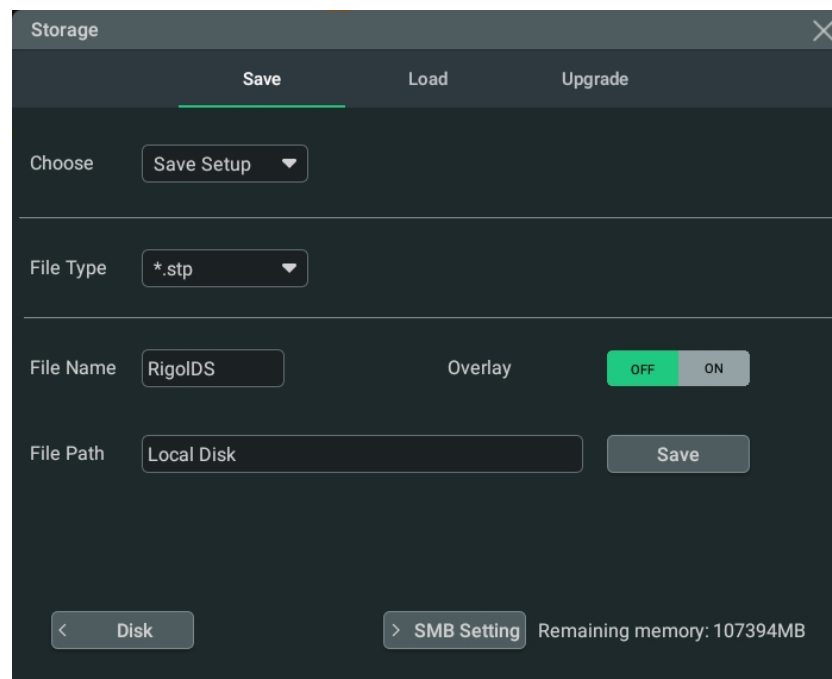 Storage
Save Load Upgrade
Choose Save Setup
File Type *.stp
File Name RigolDS Overlay OFF ON
File Path Local Disk Save
< Disk > SMB Setting Remaining memory: 107394MB